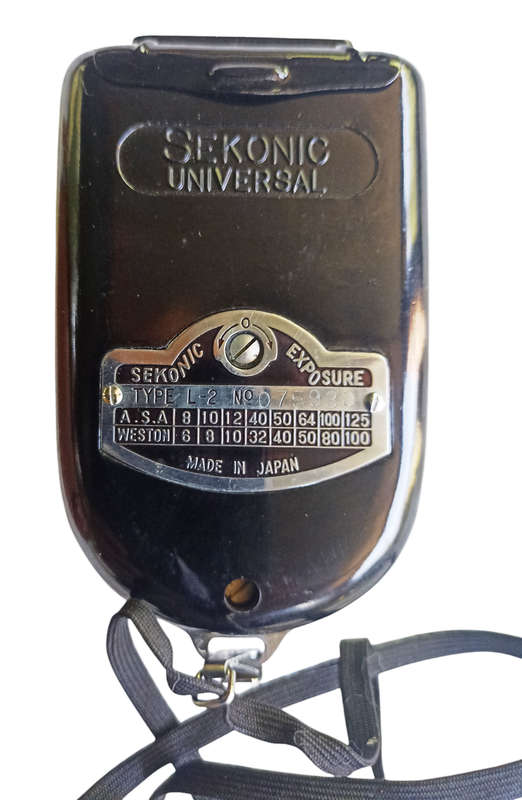 SEKONIC
UNIVERSAL
O
SEKONIC EXPOSURE
TYPE L-2 Nº
A.S.A 8 10 12 40 50 64 100 125
WESTON 6 8 10 32 40 50 80 100
MADE IN JAPAN